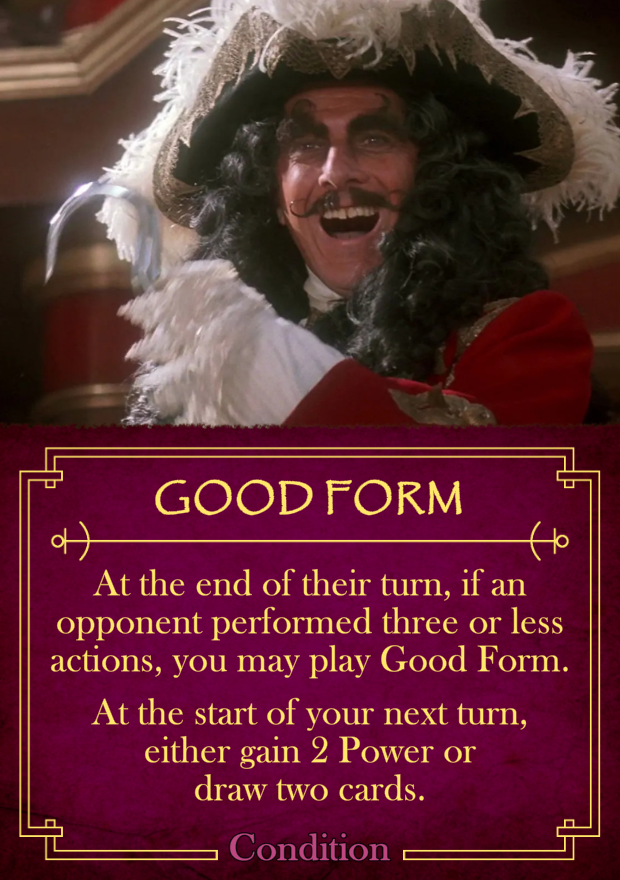 GOOD FORM
At the end of their turn, if an
opponent performed three or less
actions, you may play Good Form.
At the start of your next turn,
either gain 2 Power or
draw two cards.
Condition